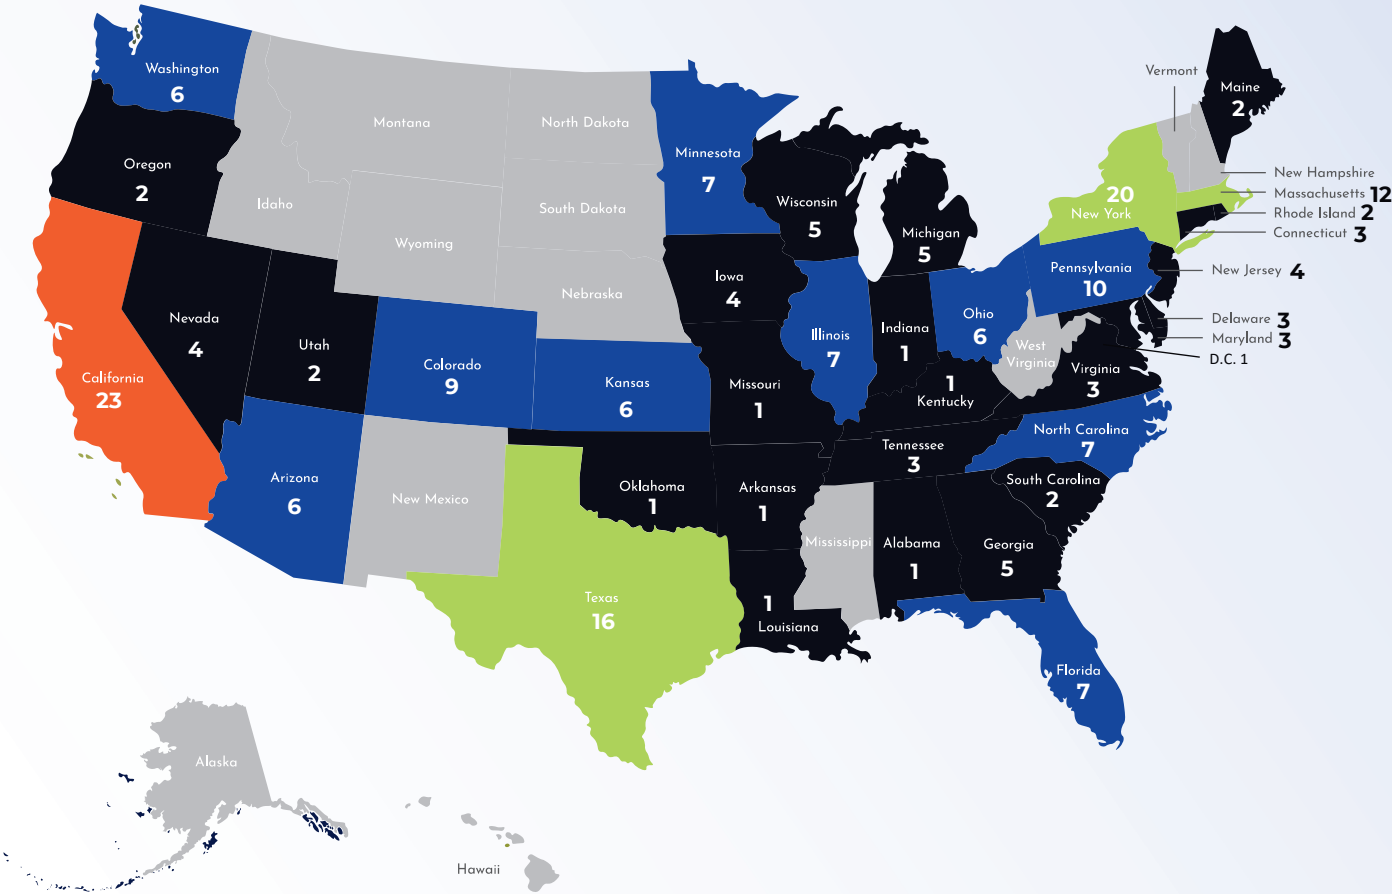 Washington
6
Oregon
2
California
23
Nevada
4
Idaho
Utah
2
Arizona
6
Montana
Wyoming
Colorado
9
New Mexico
North Dakota
South Dakota
Nebraska
Kansas
6
Oklahoma
1
Texas
16
Minnesota
7
Iowa
4
Missouri
1
Arkansas
1
1
Louisiana
Wisconsin
5
Illinois
7
Mississippi
Michigan
5
Indiana
1
Ohio
6
1
Kentucky
Tennessee
3
Alabama
1
Georgia
5
Florida
7
South Carolina
2
North Carolina
7
Virginia
3
West
Virginia
Pennsylvania
10
20
New York
Vermont
Maine
2
New Hampshire
Massachusetts 12
Rhode Island 2
Connecticut 3
New Jersey 4
Delaware 3
Maryland 3
D.C. 1
Alaska
Hawaii